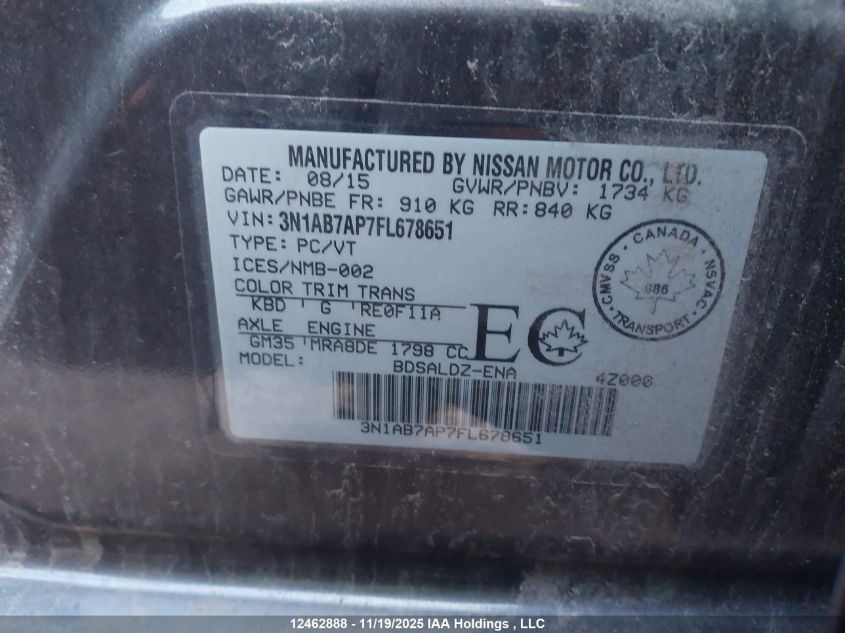 MANUFACTURED BY NISSAN MOTOR CO., LTD.
DATE: 08/15 GVWR/PNBV: 1734 KG
GAWR/PNBE FR: 910 KG RR: 840 KG
VIN: 3N1AB7AP7FL678651
TYPE: PC/VT
ICES/NMB-002
COLOR TRIM TRANS
KBD G RE0F11A
AXLE ENGINE
GM35 MRA8DE 1798 CC
MODEL: BDSALDZ-ENA
EC
4Z00G
3N1AB7AP7FL678651
CANADA
CMVSS NSVAC
986
TRANSPORT
12462888 - 11/19/2025 IAA Holdings , LLC